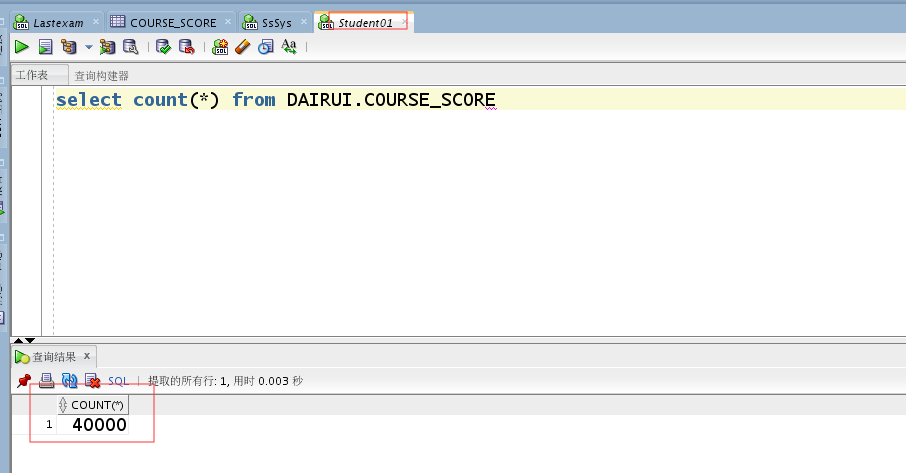 Lastexam COURSE_SCORE SsSys Student01
工作表 查询构建器
select count(*) from DAIRUI.COURSE_SCORE
查询结果 x
SQL | 提取的所有行: 1, 用时 0.003 秒
COUNT(*)
1 40000